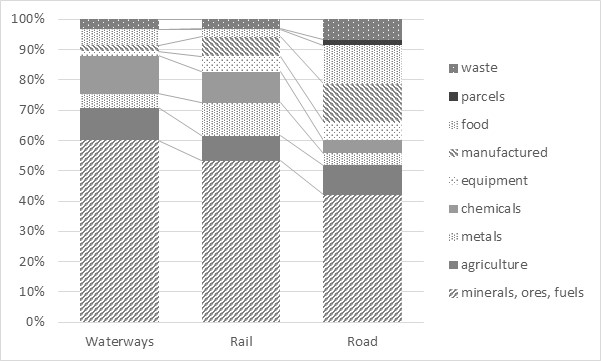 100%
90%
80%
70%
60%
50%
40%
30%
20%
10%
0%
Waterways Rail Road
waste
parcels
food
manufactured
equipment
chemicals
metals
agriculture
minerals, ores, fuels